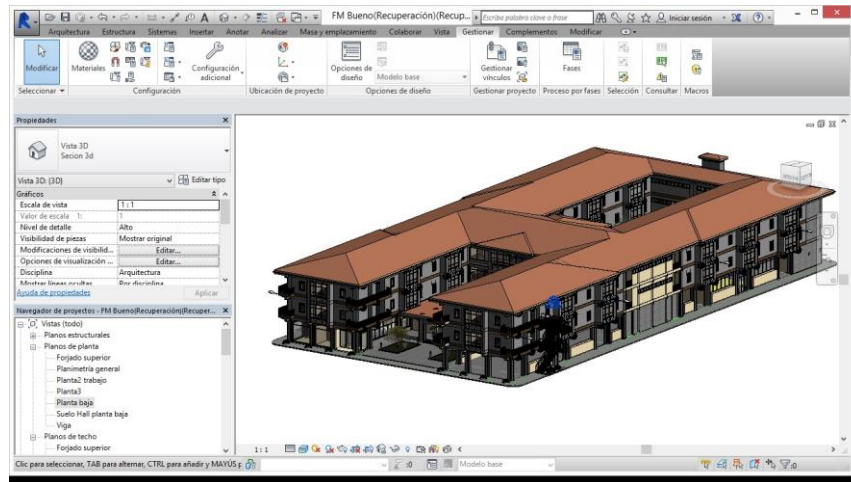 FM Bueno(Recuperación)(Recup...
Escriba palabra clave o frase
Iniciar sesión
Arquitectura Estructura Sistemas Insertar Anotar Analizar Masa y emplazamiento Colaborar Vista Gestionar Complementos Modificar
Modificar
Materiales
Configuración adicional
Opciones de diseño
Modelo base
Gestionar vínculos
Fases
Seleccionar
Configuración
Ubicación de proyecto
Opciones de diseño
Gestionar proyecto
Proceso por fases
Selección
Consultar
Macros
Propiedades
Vista 3D
Secion 3d
Vista 3D: {3D}
Editar tipo
Gráficos
Escala de vista 1 : 1
Valor de escala 1: 1
Nivel de detalle Alto
Visibilidad de piezas Mostrar original
Modificaciones de visibilid... Editar...
Opciones de visualización ... Editar...
Disciplina Arquitectura
Mostrar líneas ocultas Por disciplina
Ayuda de propiedades
Aplicar
Navegador de proyectos - FM Bueno(Recuperación)(Recuper...
Vistas (todo)
Planos estructurales
Planos de planta
Forjado superior
Planimetría general
Planta2 trabajo
Planta3
Planta baja
Suelo Hall planta baja
Viga
Planos de techo
Forjado superior
1 : 1
Clic para seleccionar, TAB para alternar, CTRL para añadir y MAYÚS p
:0
Modelo base
:0